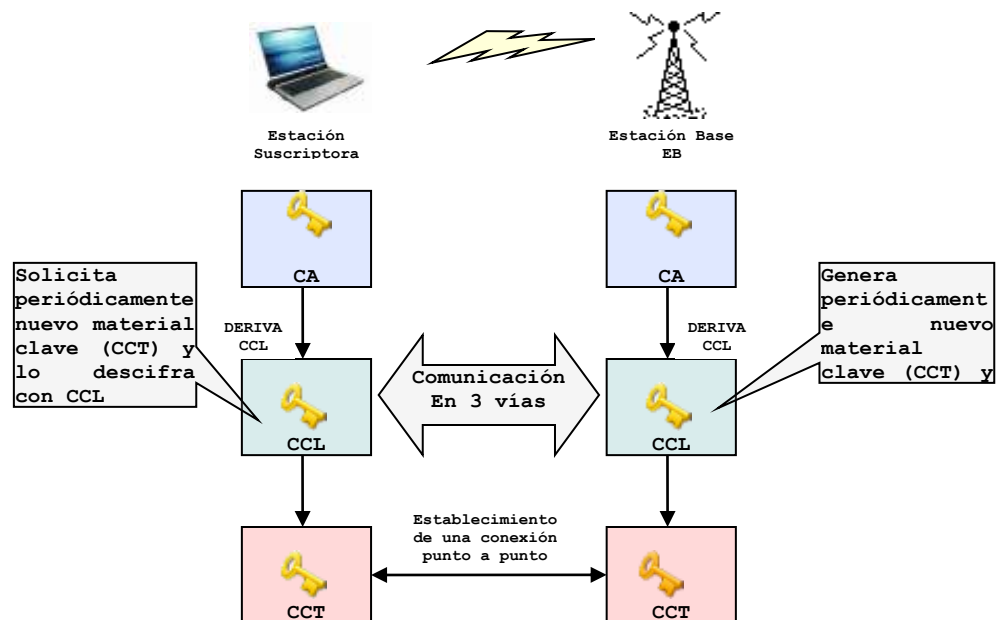 Estación
Suscriptora
Estación Base
EB
CA
CA
Solicita
periódicamente
nuevo material
clave (CCT) y
lo descifra
con CCL
DERIVA
CCL
DERIVA
CCL
Genera
periódicament
e nuevo
material
clave (CCT) y
Comunicación
En 3 vías
CCL
CCL
Establecimiento
de una conexión
punto a punto
CCT
CCT